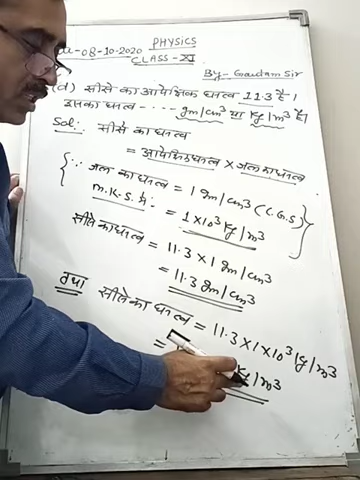 PHYSICS
-08-10-2020
CLASS-XI
By- Gautam Sir
(d) सीसे का आपेक्षिक घनत्व 11.3 है।
इसका घनत्व ---- gm/cm³ या kg/m³ है।
Sol:- सीसे का घनत्व
= आपेक्षिक घनत्व × जल का घनत्व
{∵ जल का घनत्व = 1 gm/cm³ (C.G.S)
M.K.S. में. = 1×10³ kg/m³ }
सीसे का घनत्व = 11.3 × 1 gm/cm³
= 11.3 gm/cm³
तथा सीसे का घनत्व = 11.3×1×10³ kg/m³
= kg/m³